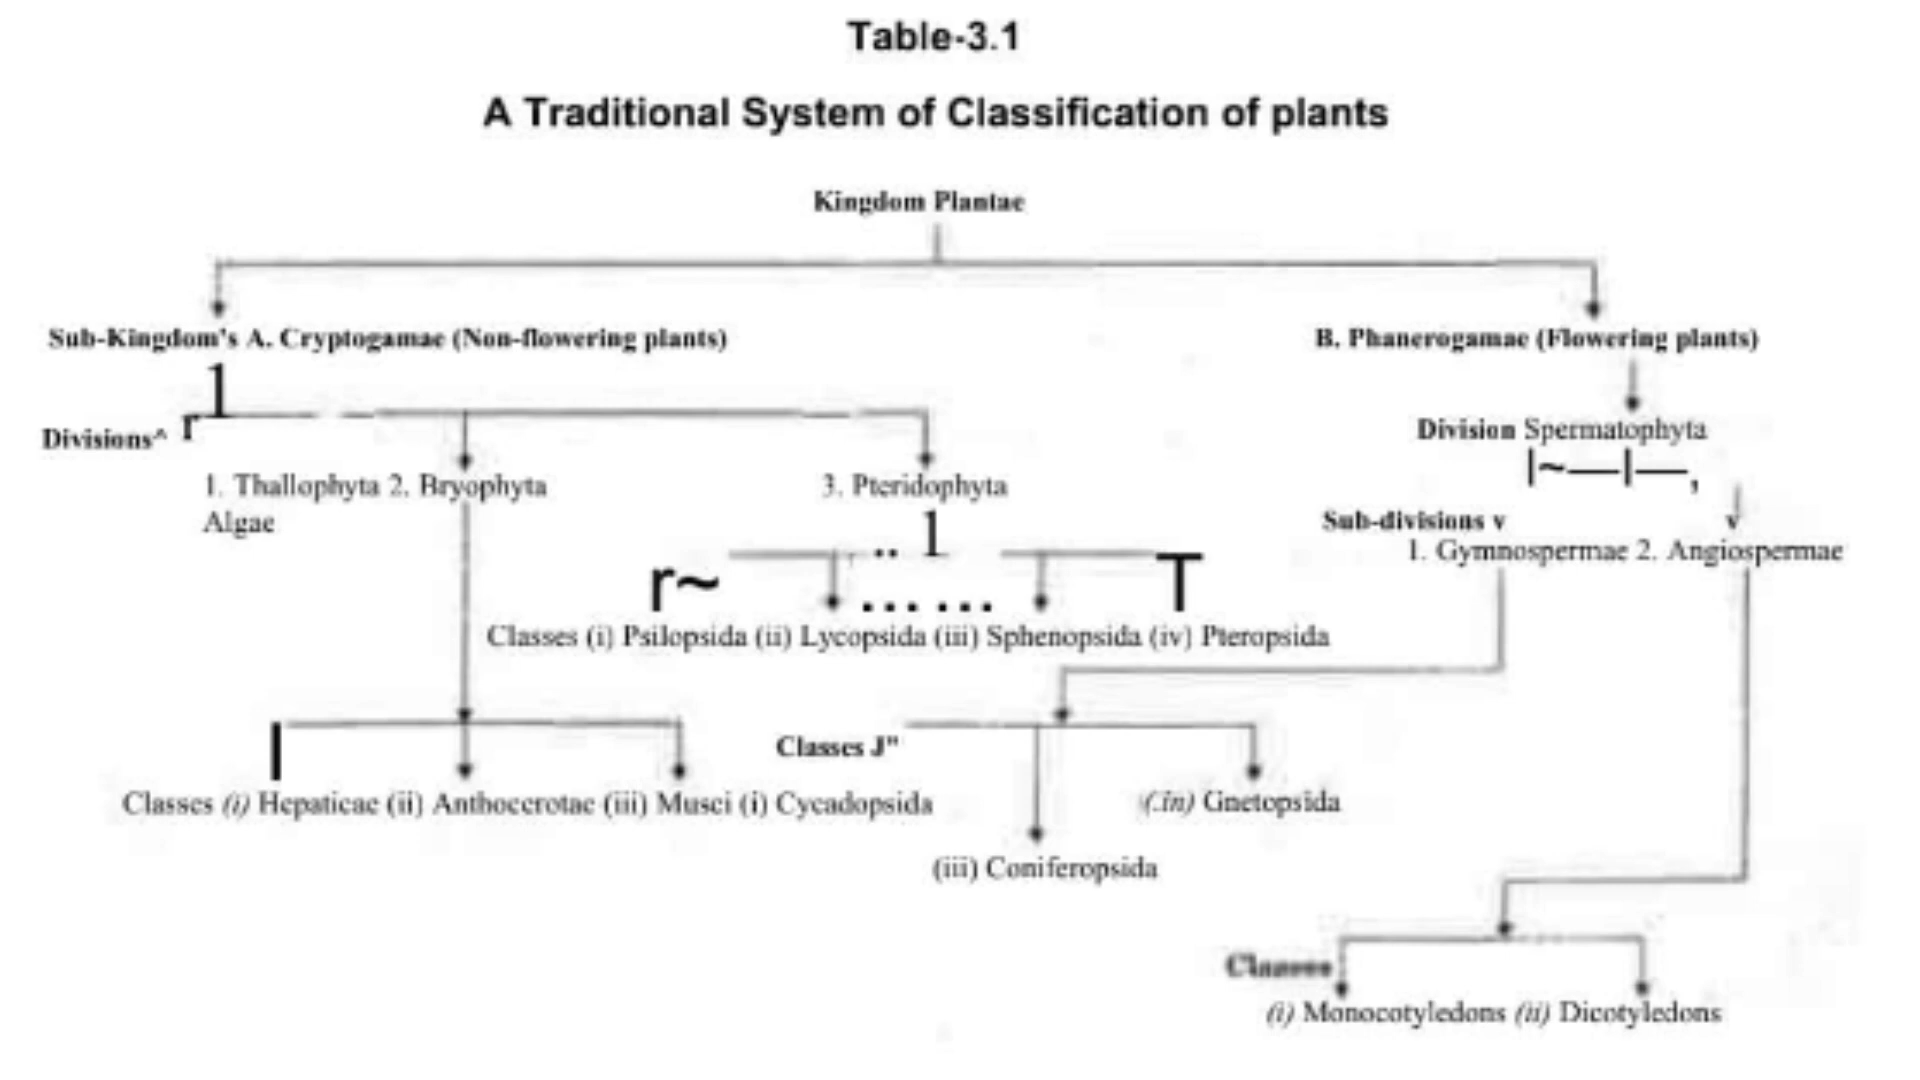 Table-3.1
A Traditional System of Classification of plants
Kingdom Plantae
Sub-Kingdom's A. Cryptogamae (Non-flowering plants)
B. Phanerogamae (Flowering plants)
Divisions^
Division Spermatophyta
1. Thallophyta 2. Bryophyta
3. Pteridophyta
Algae
Sub-divisions v
v
1. Gymnospermae 2. Angiospermae
Classes (i) Psilopsida (ii) Lycopsida (iii) Sphenopsida (iv) Pteropsida
Classes J"
Classes (i) Hepaticae (ii) Anthocerotae (iii) Musci (i) Cycadopsida
(.in) Gnetopsida
(iii) Coniferopsida
Classes
(i) Monocotyledons (ii) Dicotyledons